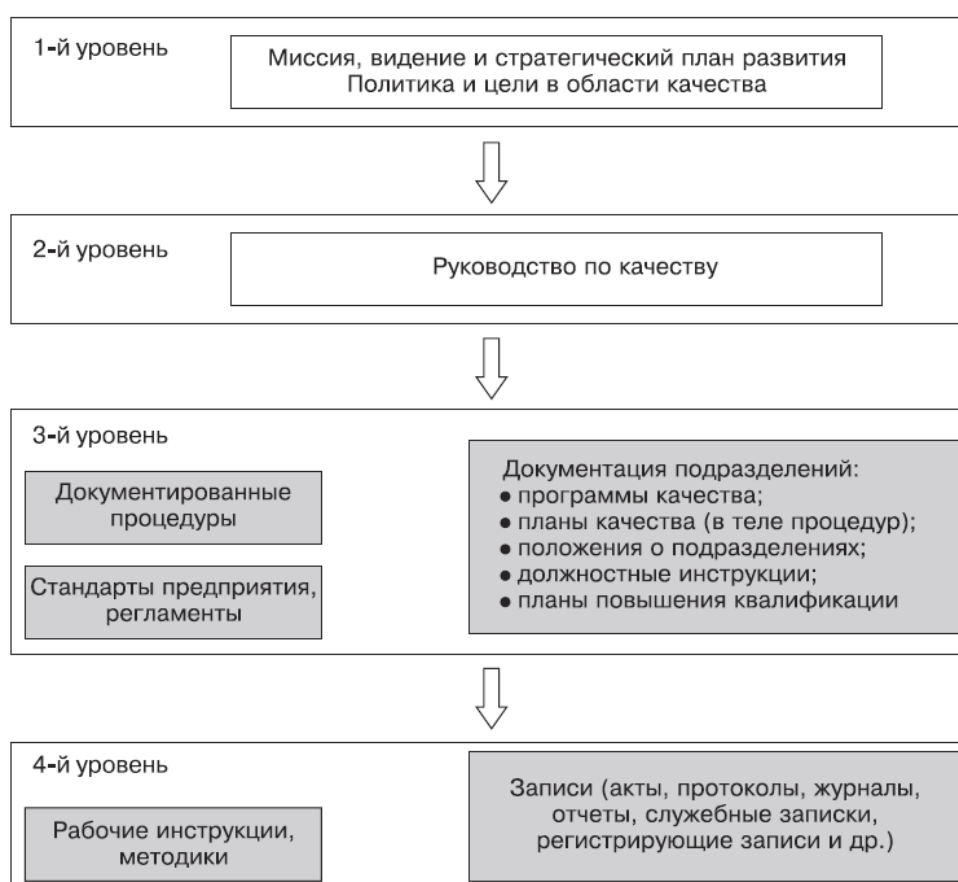 1-й уровень
Миссия, видение и стратегический план развития
Политика и цели в области качества
2-й уровень
Руководство по качеству
3-й уровень
Документированные
процедуры
Стандарты предприятия,
регламенты
Документация подразделений:
● программы качества;
● планы качества (в теле процедур);
● положения о подразделениях;
● должностные инструкции;
● планы повышения квалификации
4-й уровень
Рабочие инструкции,
методики
Записи (акты, протоколы, журналы,
отчеты, служебные записки,
регистрирующие записи и др.)